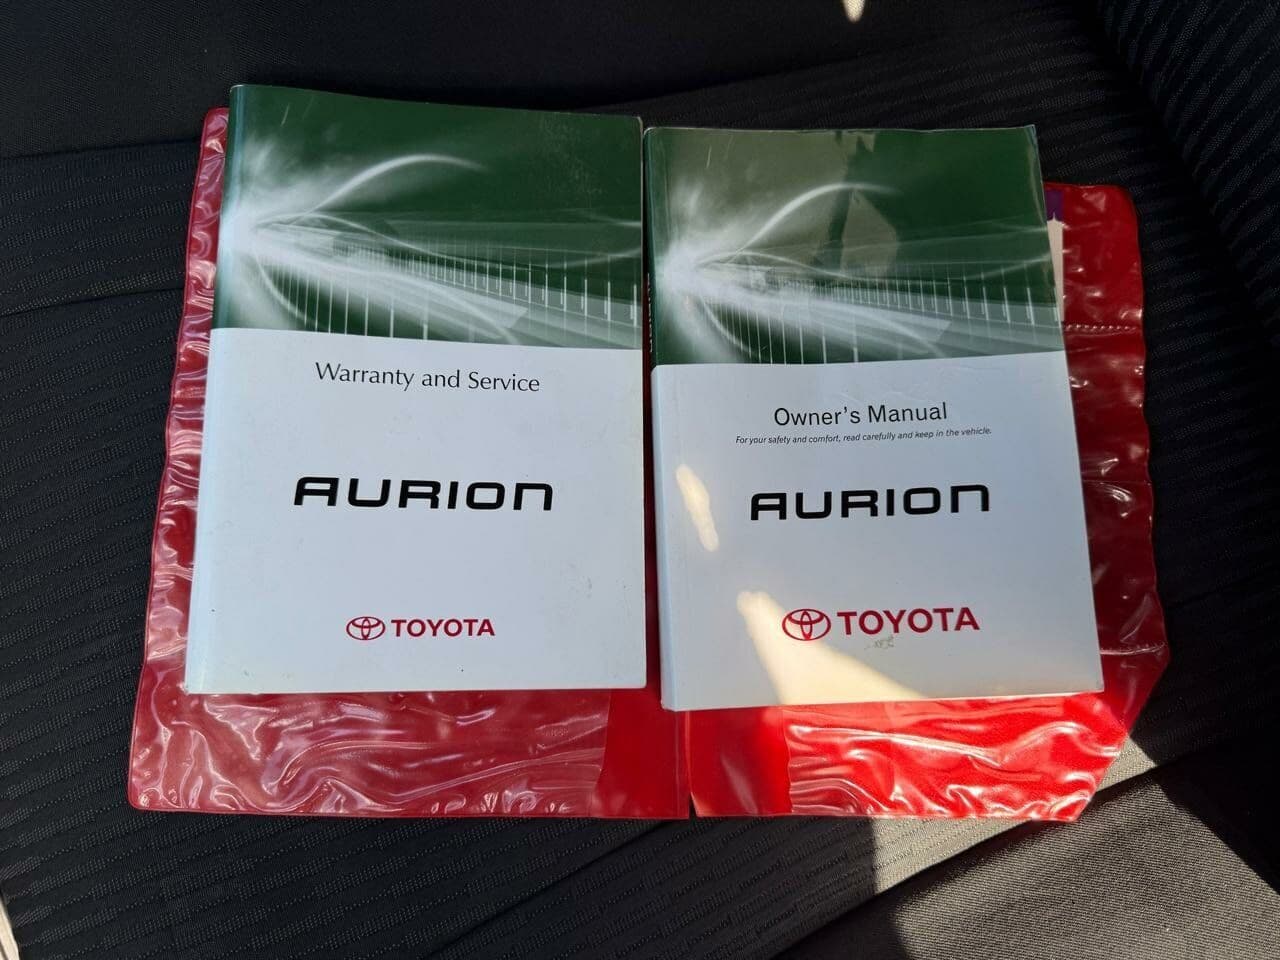 Warranty and Service
AURION
TOYOTA
Owner's Manual
For your safety and comfort, read carefully and keep in the vehicle.
AURION
TOYOTA